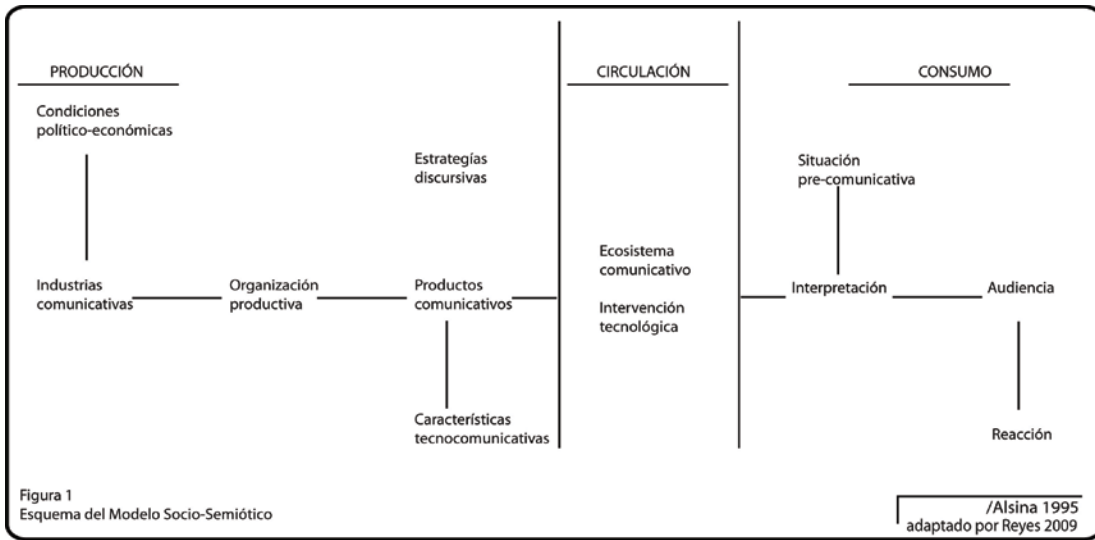 PRODUCCIÓN
Condiciones
político-económicas
Estrategías
discursivas
Industrias
comunicativas
Organización
productiva
Productos
comunicativos
Características
tecnocomunicativas
CIRCULACIÓN
Ecosistema
comunicativo
Intervención
tecnológica
CONSUMO
Situación
pre-comunicativa
Interpretación
Audiencia
Reacción
Figura 1
Esquema del Modelo Socio-Semiótico
/Alsina 1995
adaptado por Reyes 2009